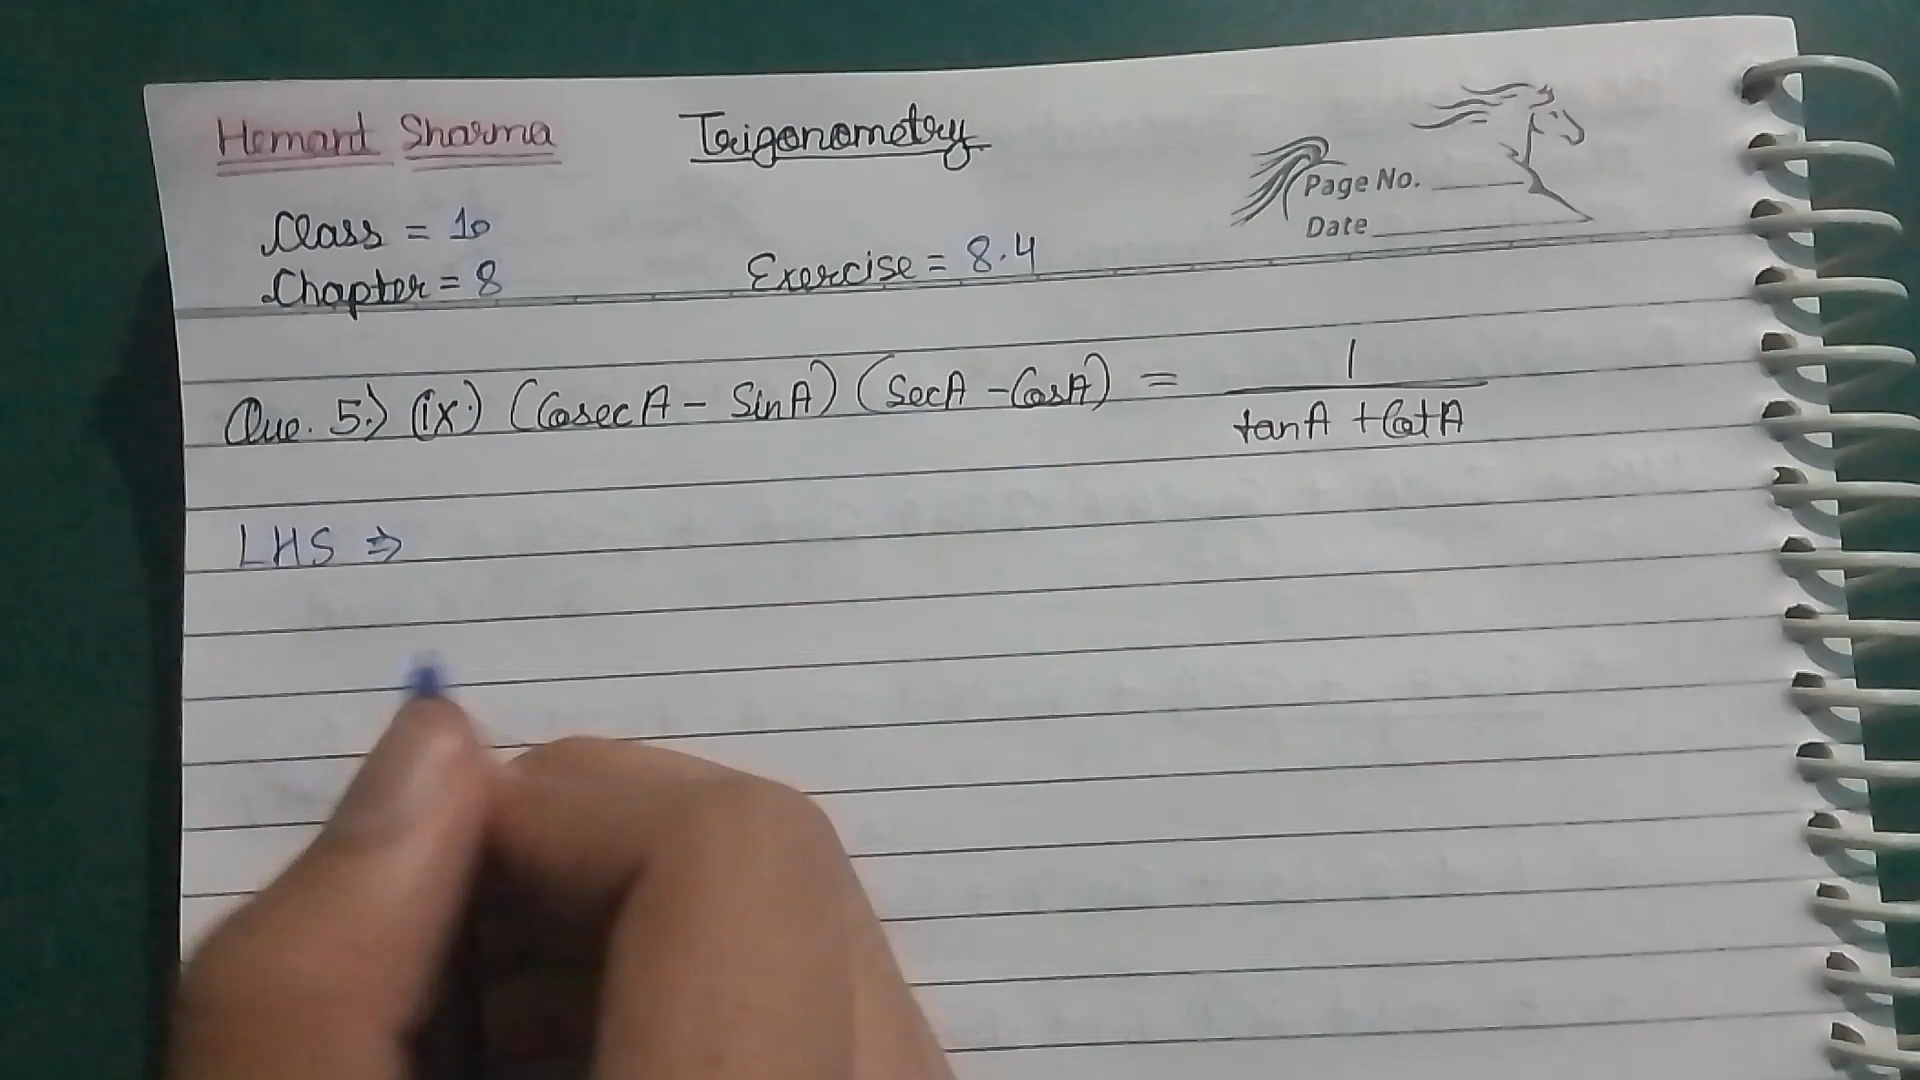 Hemant Sharma Trigonometry
Page No.
Date
Class = 10
Chapter = 8 Exercise = 8.4
Que. 5.) (ix.) (CosecA - SinA) (SecA - CosA) = 1 / tanA + CotA
LHS ⇒